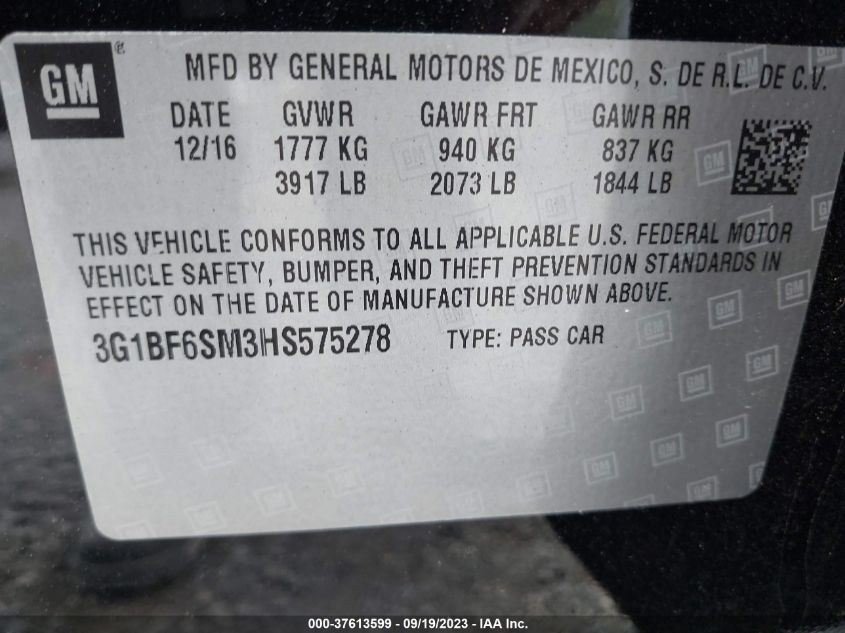 GM
MFD BY GENERAL MOTORS DE MEXICO, S. DE R.L. DE C.V.
DATE GVWR GAWR FRT GAWR RR
12/16 1777 KG 940 KG 837 KG
3917 LB 2073 LB 1844 LB
THIS VEHICLE CONFORMS TO ALL APPLICABLE U.S. FEDERAL MOTOR
VEHICLE SAFETY, BUMPER, AND THEFT PREVENTION STANDARDS IN
EFFECT ON THE DATE OF MANUFACTURE SHOWN ABOVE.
3G1BF6SM3HS575278 TYPE: PASS CAR
000-37613599 - 09/19/2023 - IAA Inc.